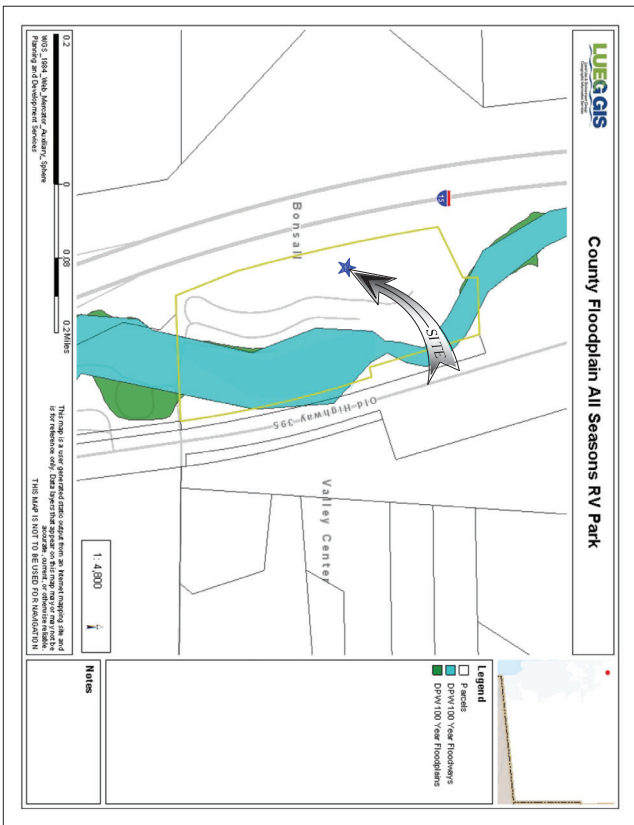 LUEG GIS
County Floodplain All Seasons RV Park
15
Bonsall
SITE
Old Highway 395
Valley Center
Legend
Parcels
DPW100 Year Floodways
DPW100 Year Floodplains
0.2
0
0.08
0.2 Miles
WGS_1984_Web_Mercator_Auxiliary_Sphere
Planning and Development Services
This map is a user generated static output from an Internet mapping site and
is for reference only. Data layers that appear on this map may or may not be
accurate, current, or otherwise reliable.
THIS MAP IS NOT TO BE USED FOR NAVIGATION
1: 4,800
Notes